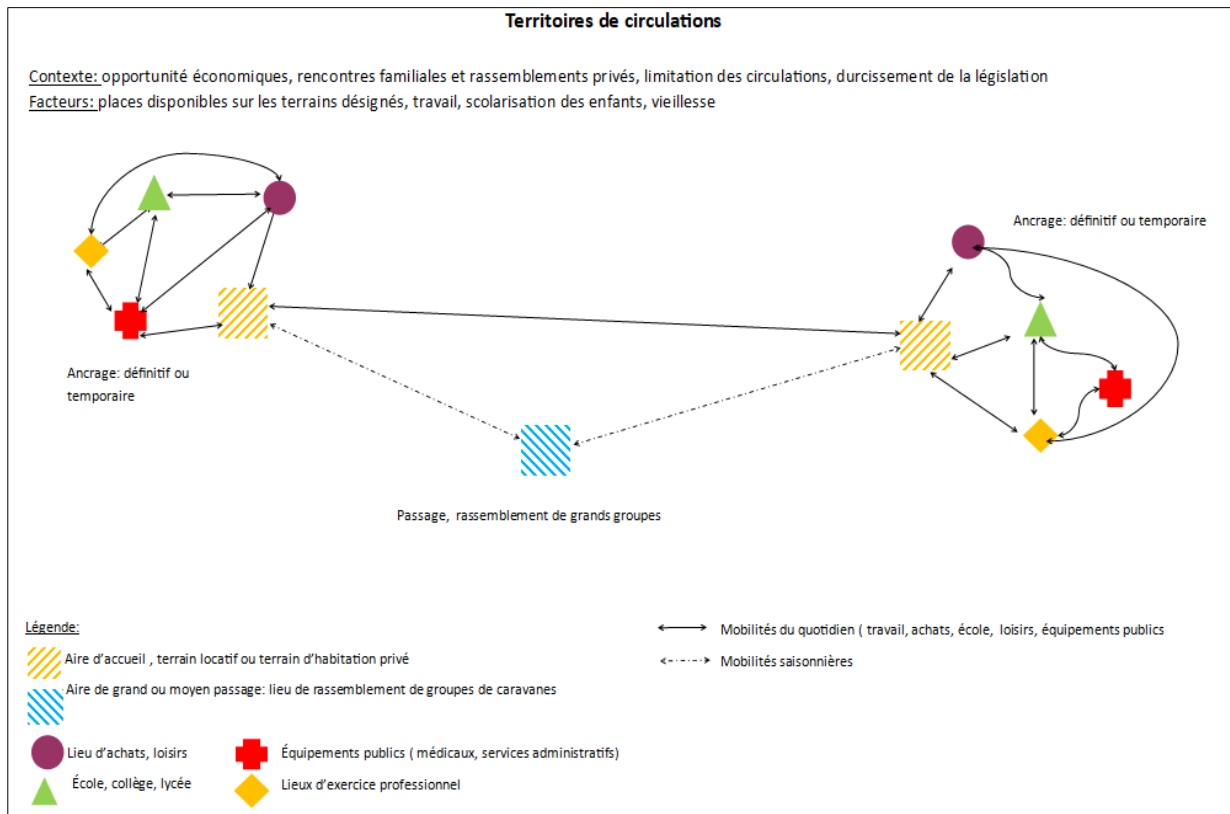 Territoires de circulations
Contexte: opportunité économiques, rencontres familiales et rassemblements privés, limitation des circulations, durcissement de la législation
Facteurs: places disponibles sur les terrains désignés, travail, scolarisation des enfants, vieillesse
Ancrage: définitif ou temporaire
Ancrage: définitif ou
temporaire
Passage, rassemblement de grands groupes
Légende:
Aire d'accueil , terrain locatif ou terrain d'habitation privé
Aire de grand ou moyen passage: lieu de rassemblement de groupes de caravanes
Lieu d'achats, loisirs
Équipements publics ( médicaux, services administratifs)
École, collège, lycée
Lieux d'exercice professionnel
Mobilités du quotidien ( travail, achats, école, loisirs, équipements publics
Mobilités saisonnières